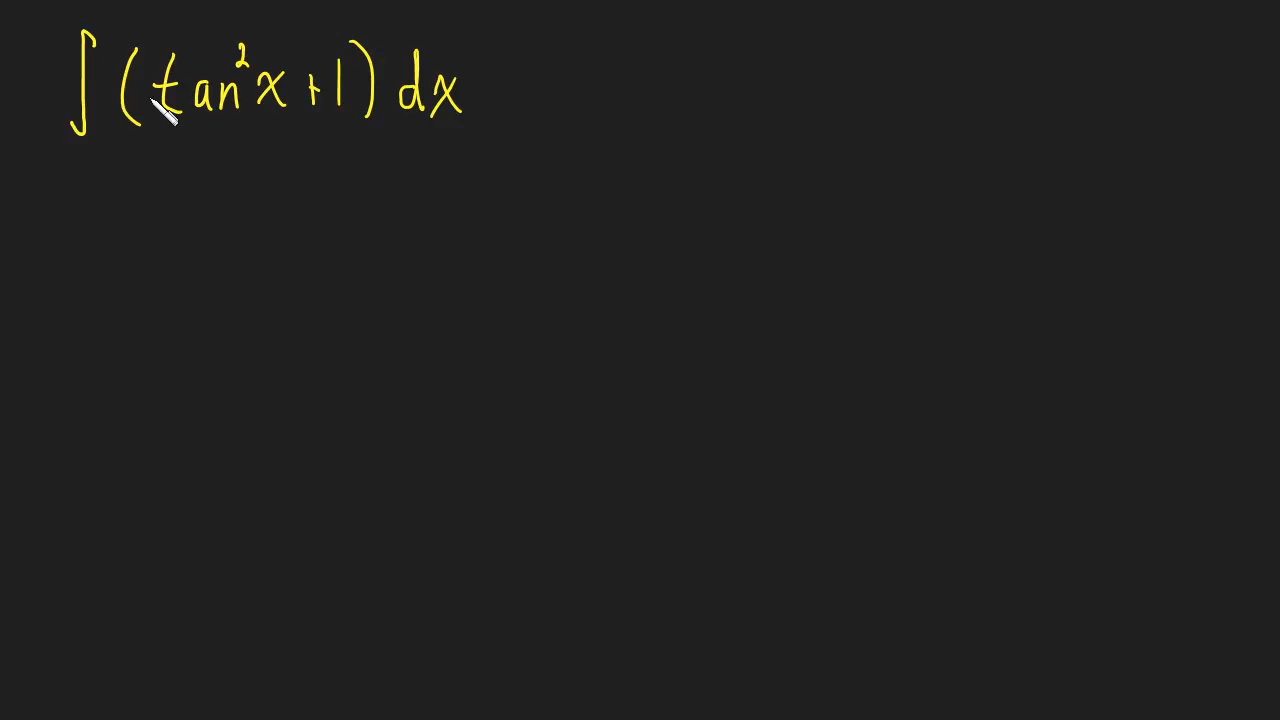 ∫ (tan²x + 1) dx